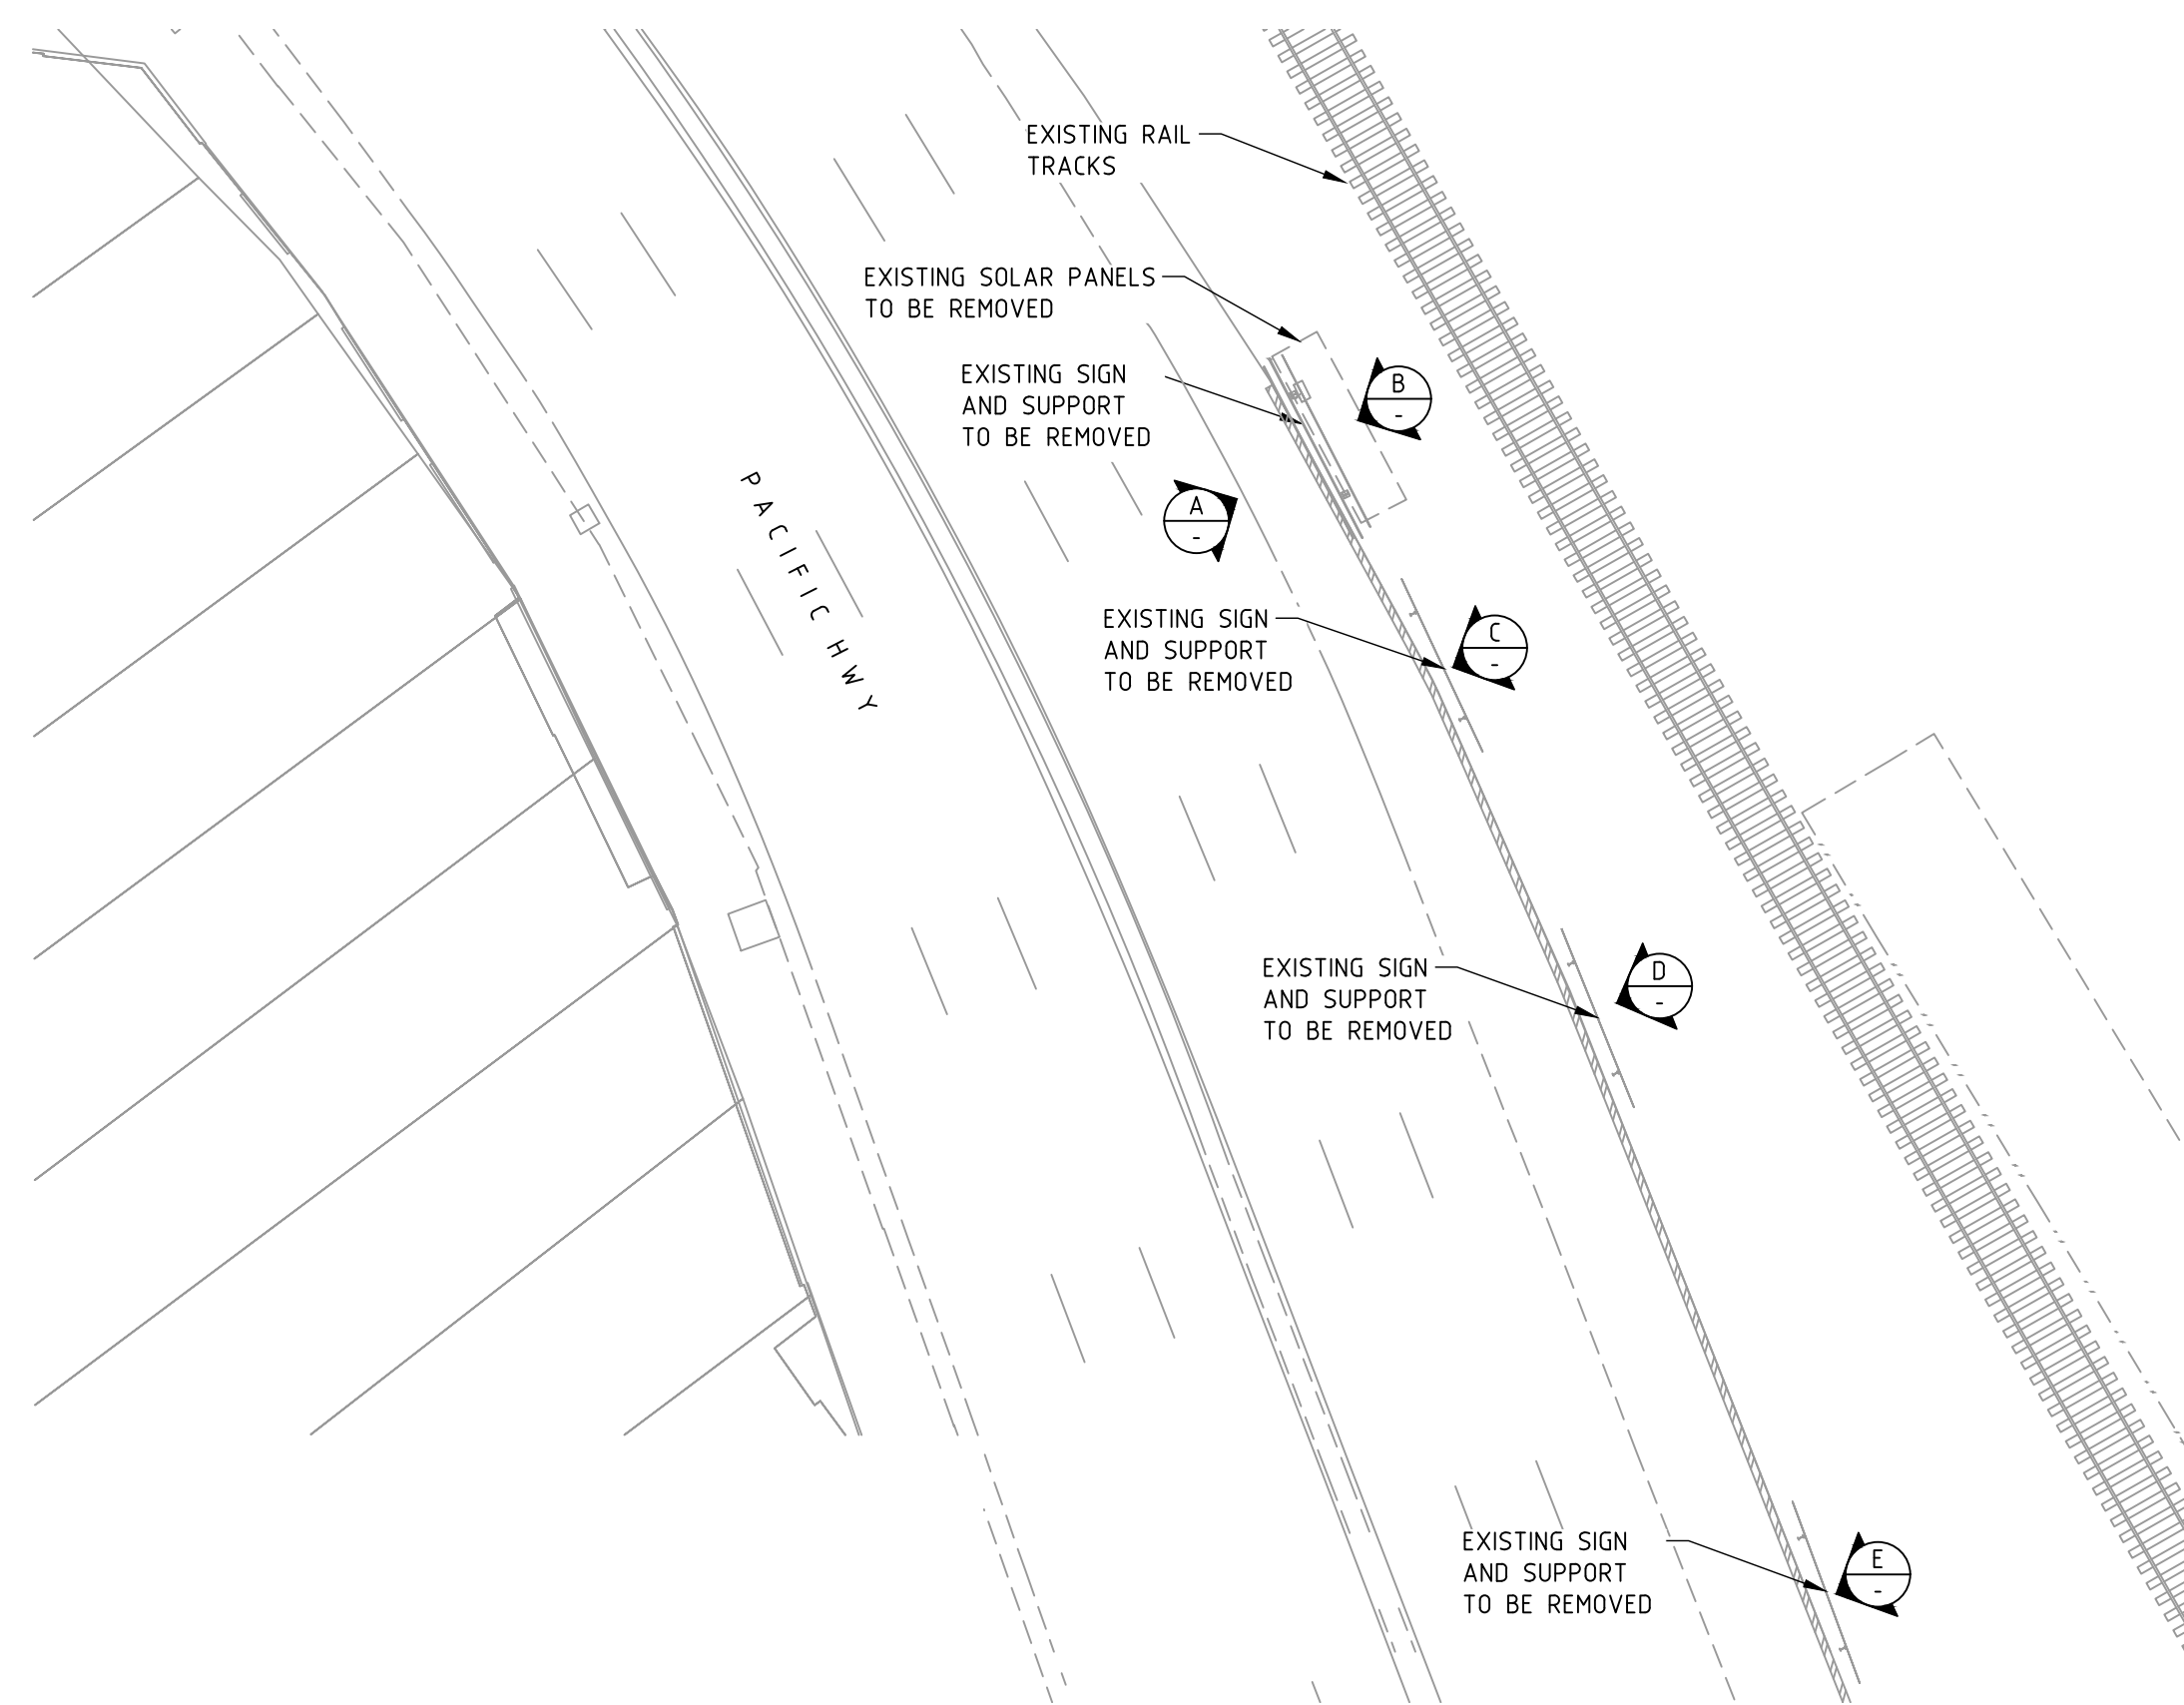 EXISTING RAIL
TRACKS
EXISTING SOLAR PANELS
TO BE REMOVED
EXISTING SIGN
AND SUPPORT
TO BE REMOVED
B
-
A
-
PACIFIC HWY
EXISTING SIGN
AND SUPPORT
TO BE REMOVED
C
-
EXISTING SIGN
AND SUPPORT
TO BE REMOVED
D
-
EXISTING SIGN
AND SUPPORT
TO BE REMOVED
E
-